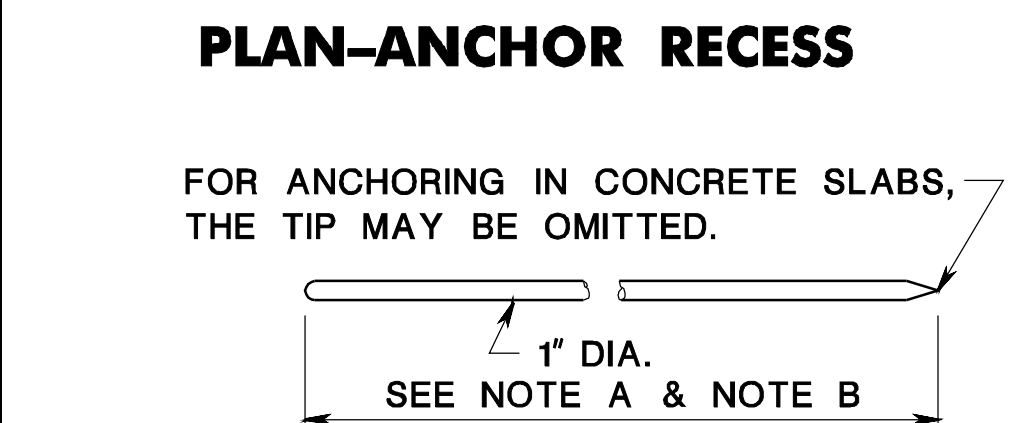 PLAN–ANCHOR RECESS
FOR ANCHORING IN CONCRETE SLABS,
THE TIP MAY BE OMITTED.
1" DIA.
SEE NOTE A & NOTE B